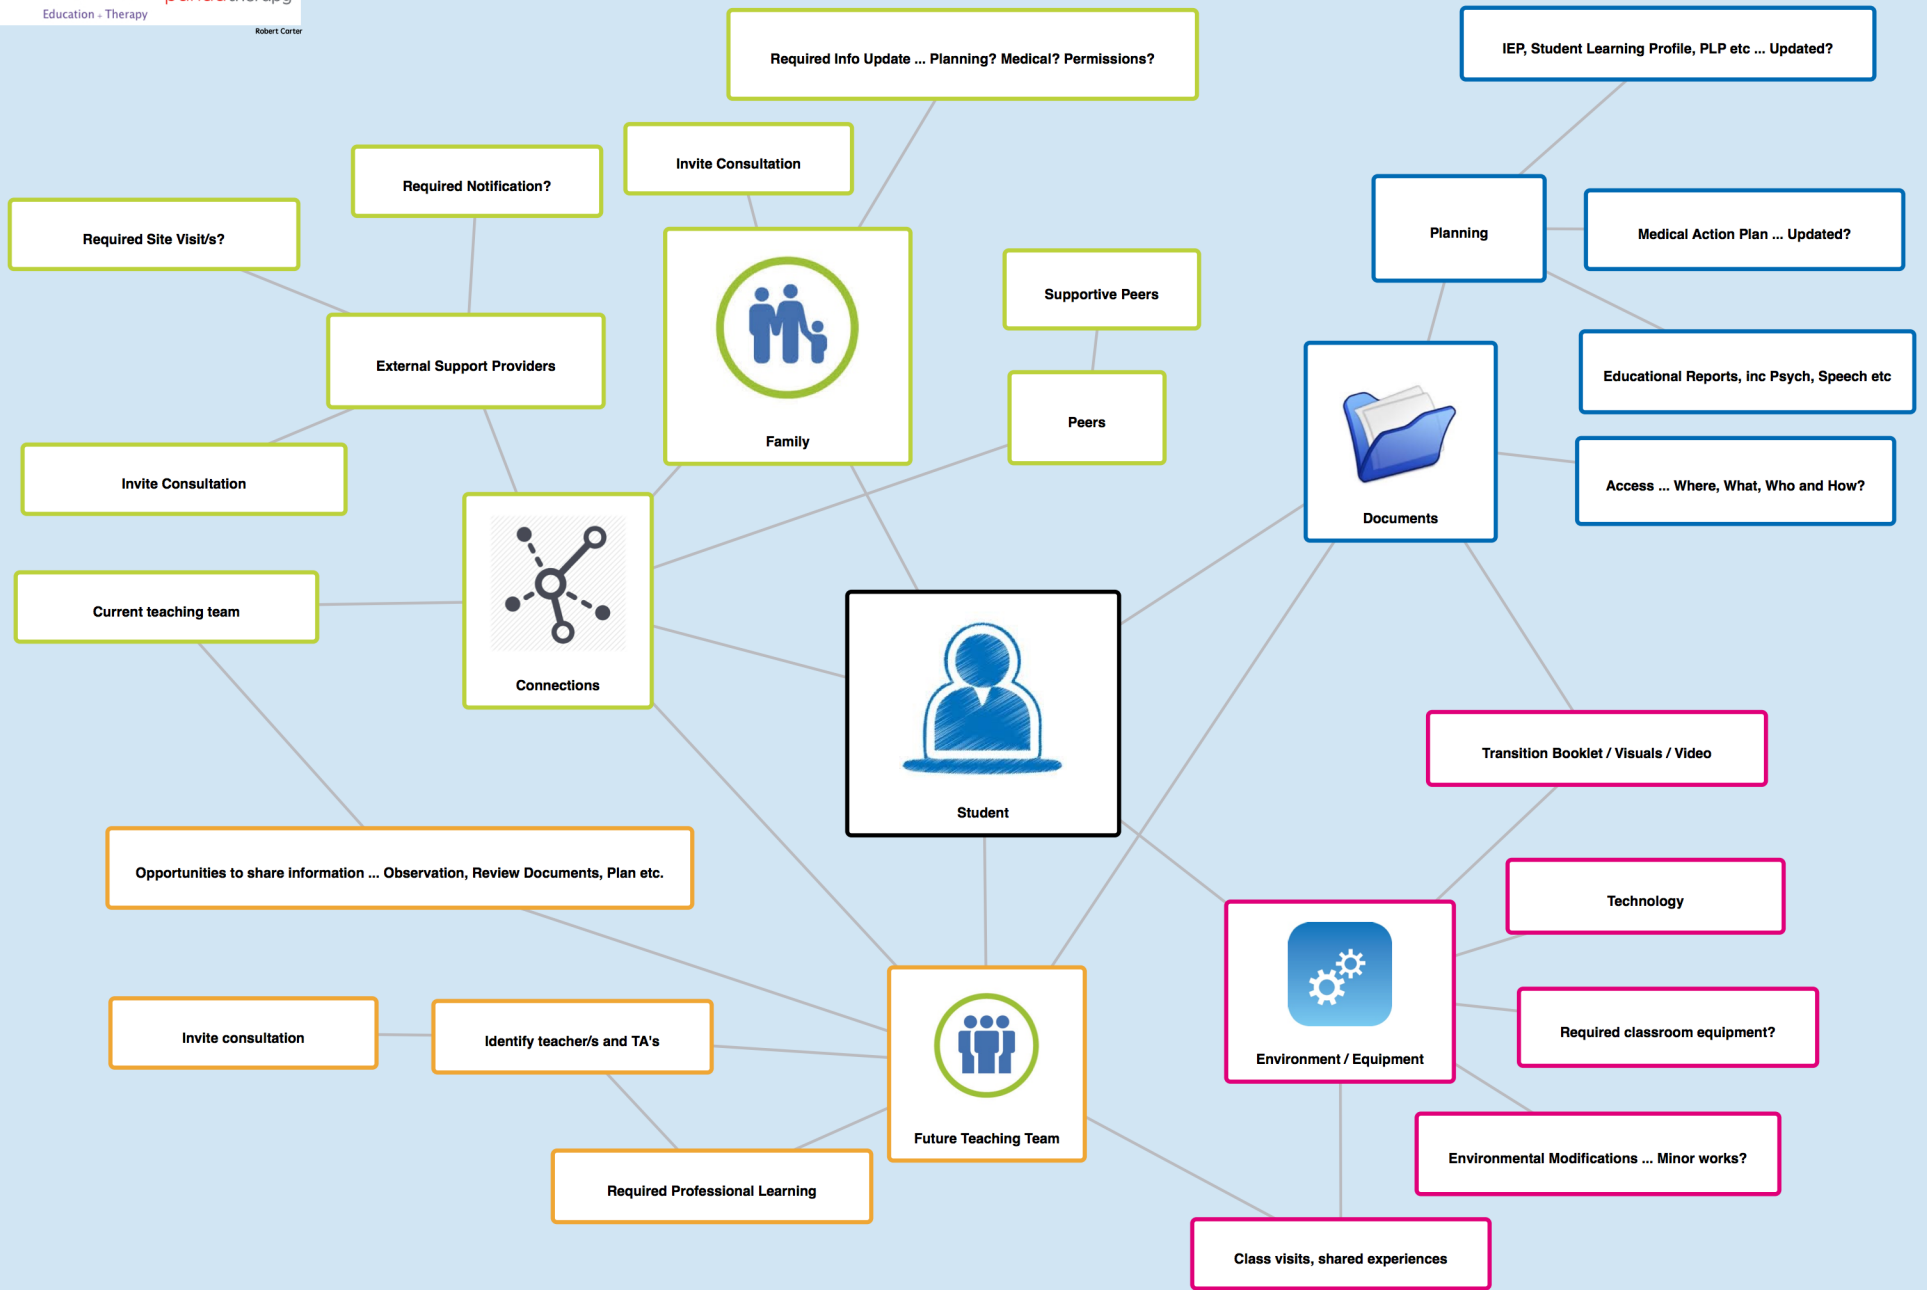 Education + Therapy
Robert Carter
Required Info Update ... Planning? Medical? Permissions?
IEP, Student Learning Profile, PLP etc ... Updated?
Invite Consultation
Required Notification?
Required Site Visit/s?
Planning
Medical Action Plan ... Updated?
Supportive Peers
External Support Providers
Educational Reports, inc Psych, Speech etc
Family
Peers
Invite Consultation
Access ... Where, What, Who and How?
Documents
Current teaching team
Connections
Transition Booklet / Visuals / Video
Student
Opportunities to share information ... Observation, Review Documents, Plan etc.
Technology
Invite consultation
Identify teacher/s and TA's
Required classroom equipment?
Environment / Equipment
Future Teaching Team
Environmental Modifications ... Minor works?
Required Professional Learning
Class visits, shared experiences